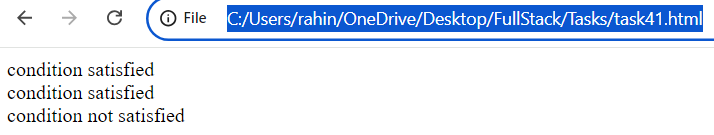 File C:/Users/rahin/OneDrive/Desktop/FullStack/Tasks/task41.html
condition satisfied
condition satisfied
condition not satisfied